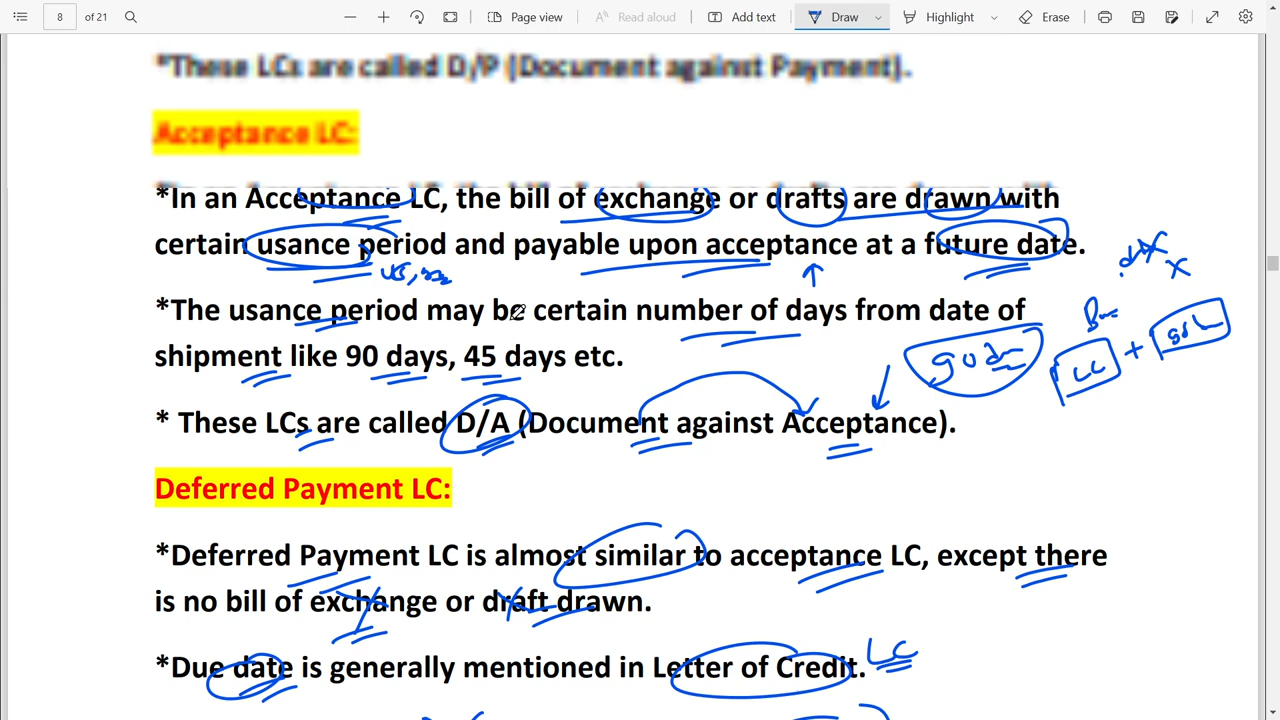 8 of 21 Page view Read aloud Add text Draw Highlight Erase
*These LCs are called D/P (Document against Payment).
Acceptance LC:
*In an Acceptance LC, the bill of exchange or drafts are drawn with
certain usance period and payable upon acceptance at a future date.
*The usance period may be certain number of days from date of
shipment like 90 days, 45 days etc.
* These LCs are called D/A (Document against Acceptance).
Deferred Payment LC:
*Deferred Payment LC is almost similar to acceptance LC, except there
is no bill of exchange or draft drawn.
*Due date is generally mentioned in Letter of Credit. LC